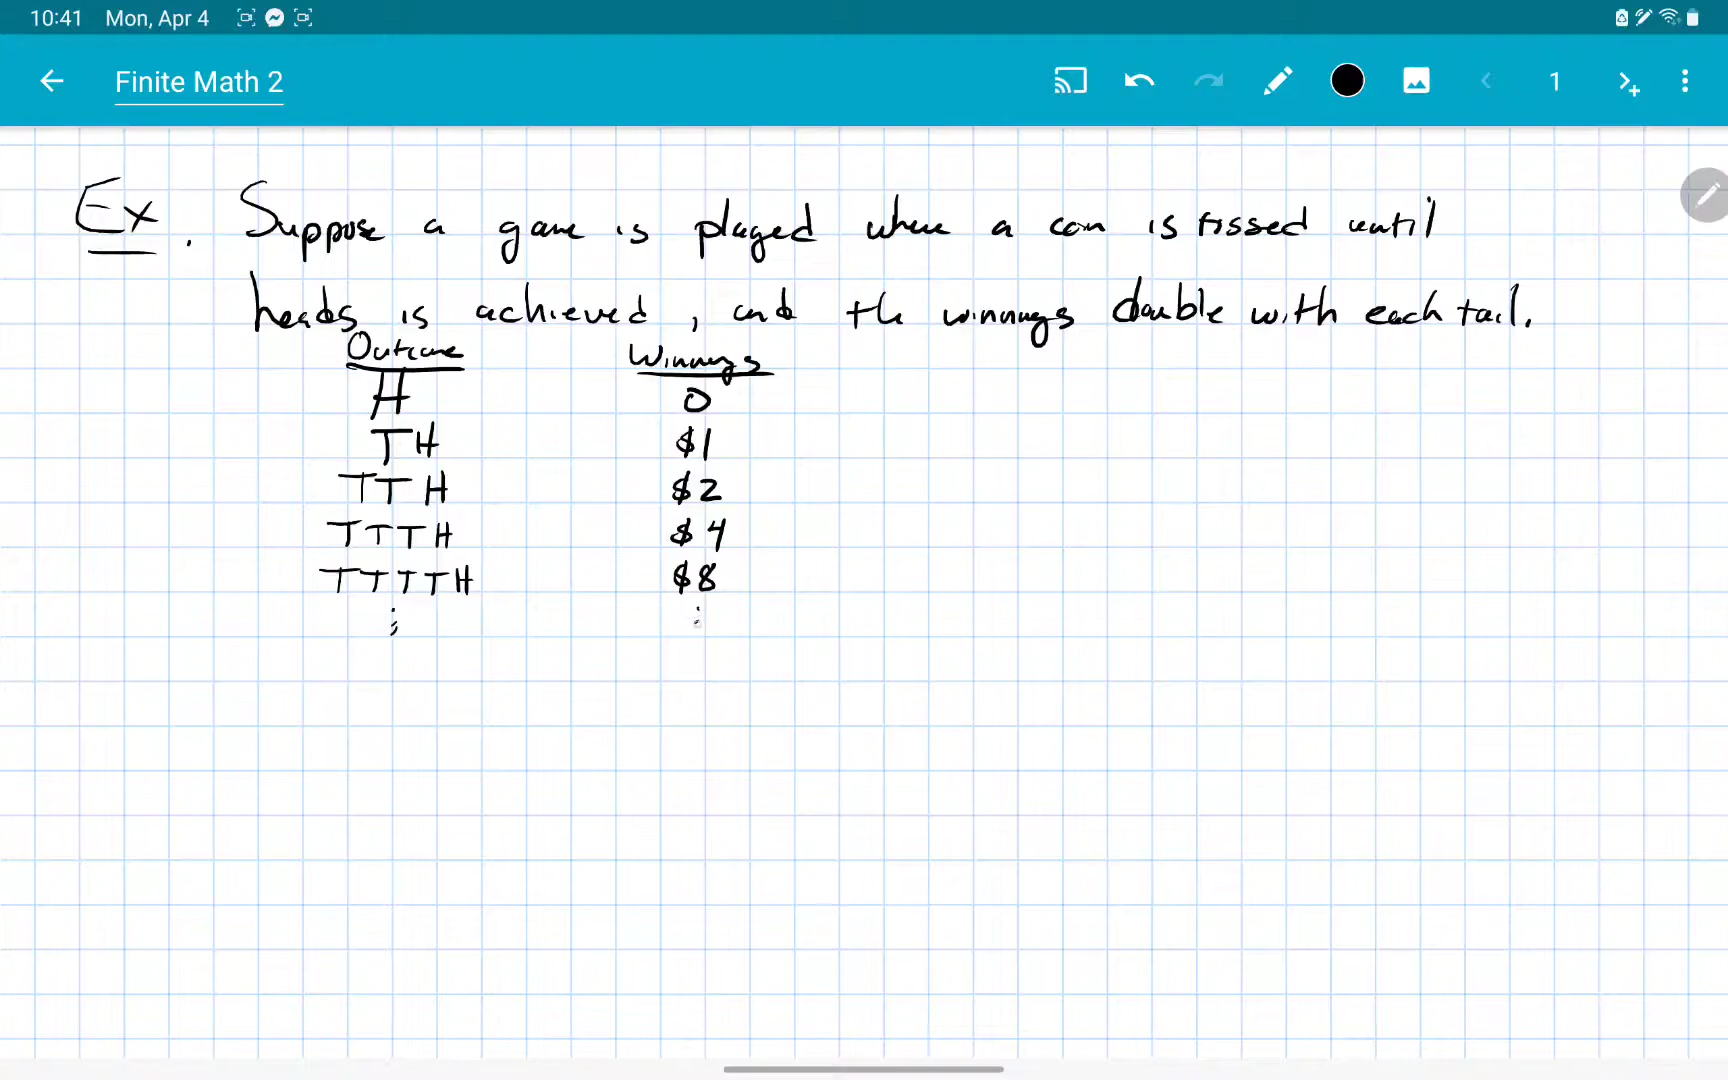 10:41 Mon, Apr 4
Finite Math 2
1
Ex. Suppose a game is played where a coin is tossed until
heads is achieved, and the winnings double with each tail.
Outcome Winnings
H 0
TH $1
TTH $2
TTTH $4
TTTTH $8
⋮ ⋮